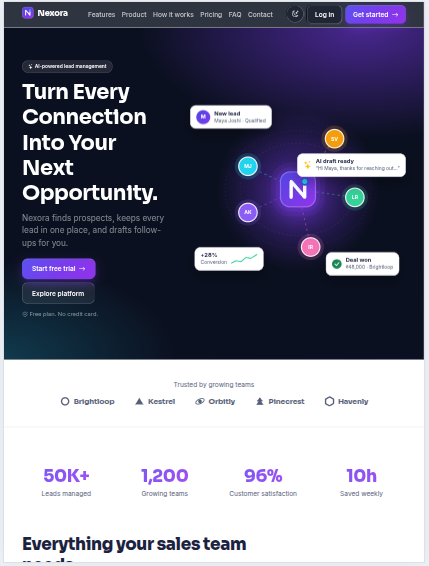 Nexora
Features Product How it works Pricing FAQ Contact
Log in
Get started →
AI-powered lead management
Turn Every
Connection
Into Your
Next
Opportunity.
Nexora finds prospects, keeps every
lead in one place, and drafts follow-
ups for you.
Start free trial →
Explore platform
Free plan. No credit card.
M
New lead
Maya Joshi · Qualified
SV
MJ
AI draft ready
"Hi Maya, thanks for reaching out..."
N
LR
AK
IR
+28%
Conversion
Deal won
Brightloop
Trusted by growing teams
Brightloop Kestrel Orbitly Pinecrest Havenly
50K+
Leads managed
1,200
Growing teams
96%
Customer satisfaction
10h
Saved weekly
Everything your sales team
needs